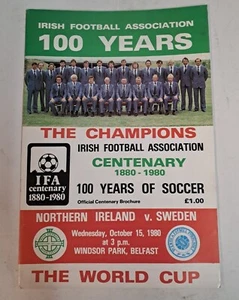 IRISH FOOTBALL ASSOCIATION
100 YEARS
THE CHAMPIONS
IRISH FOOTBALL ASSOCIATION
CENTENARY
1880-1980
100 YEARS OF SOCCER
Official Centenary Brochure £1.00
IFA
centenary
1880-1980
NORTHERN IRELAND v. SWEDEN
Wednesday, October 15, 1980
at 3 p.m.
WINDSOR PARK, BELFAST
THE WORLD CUP